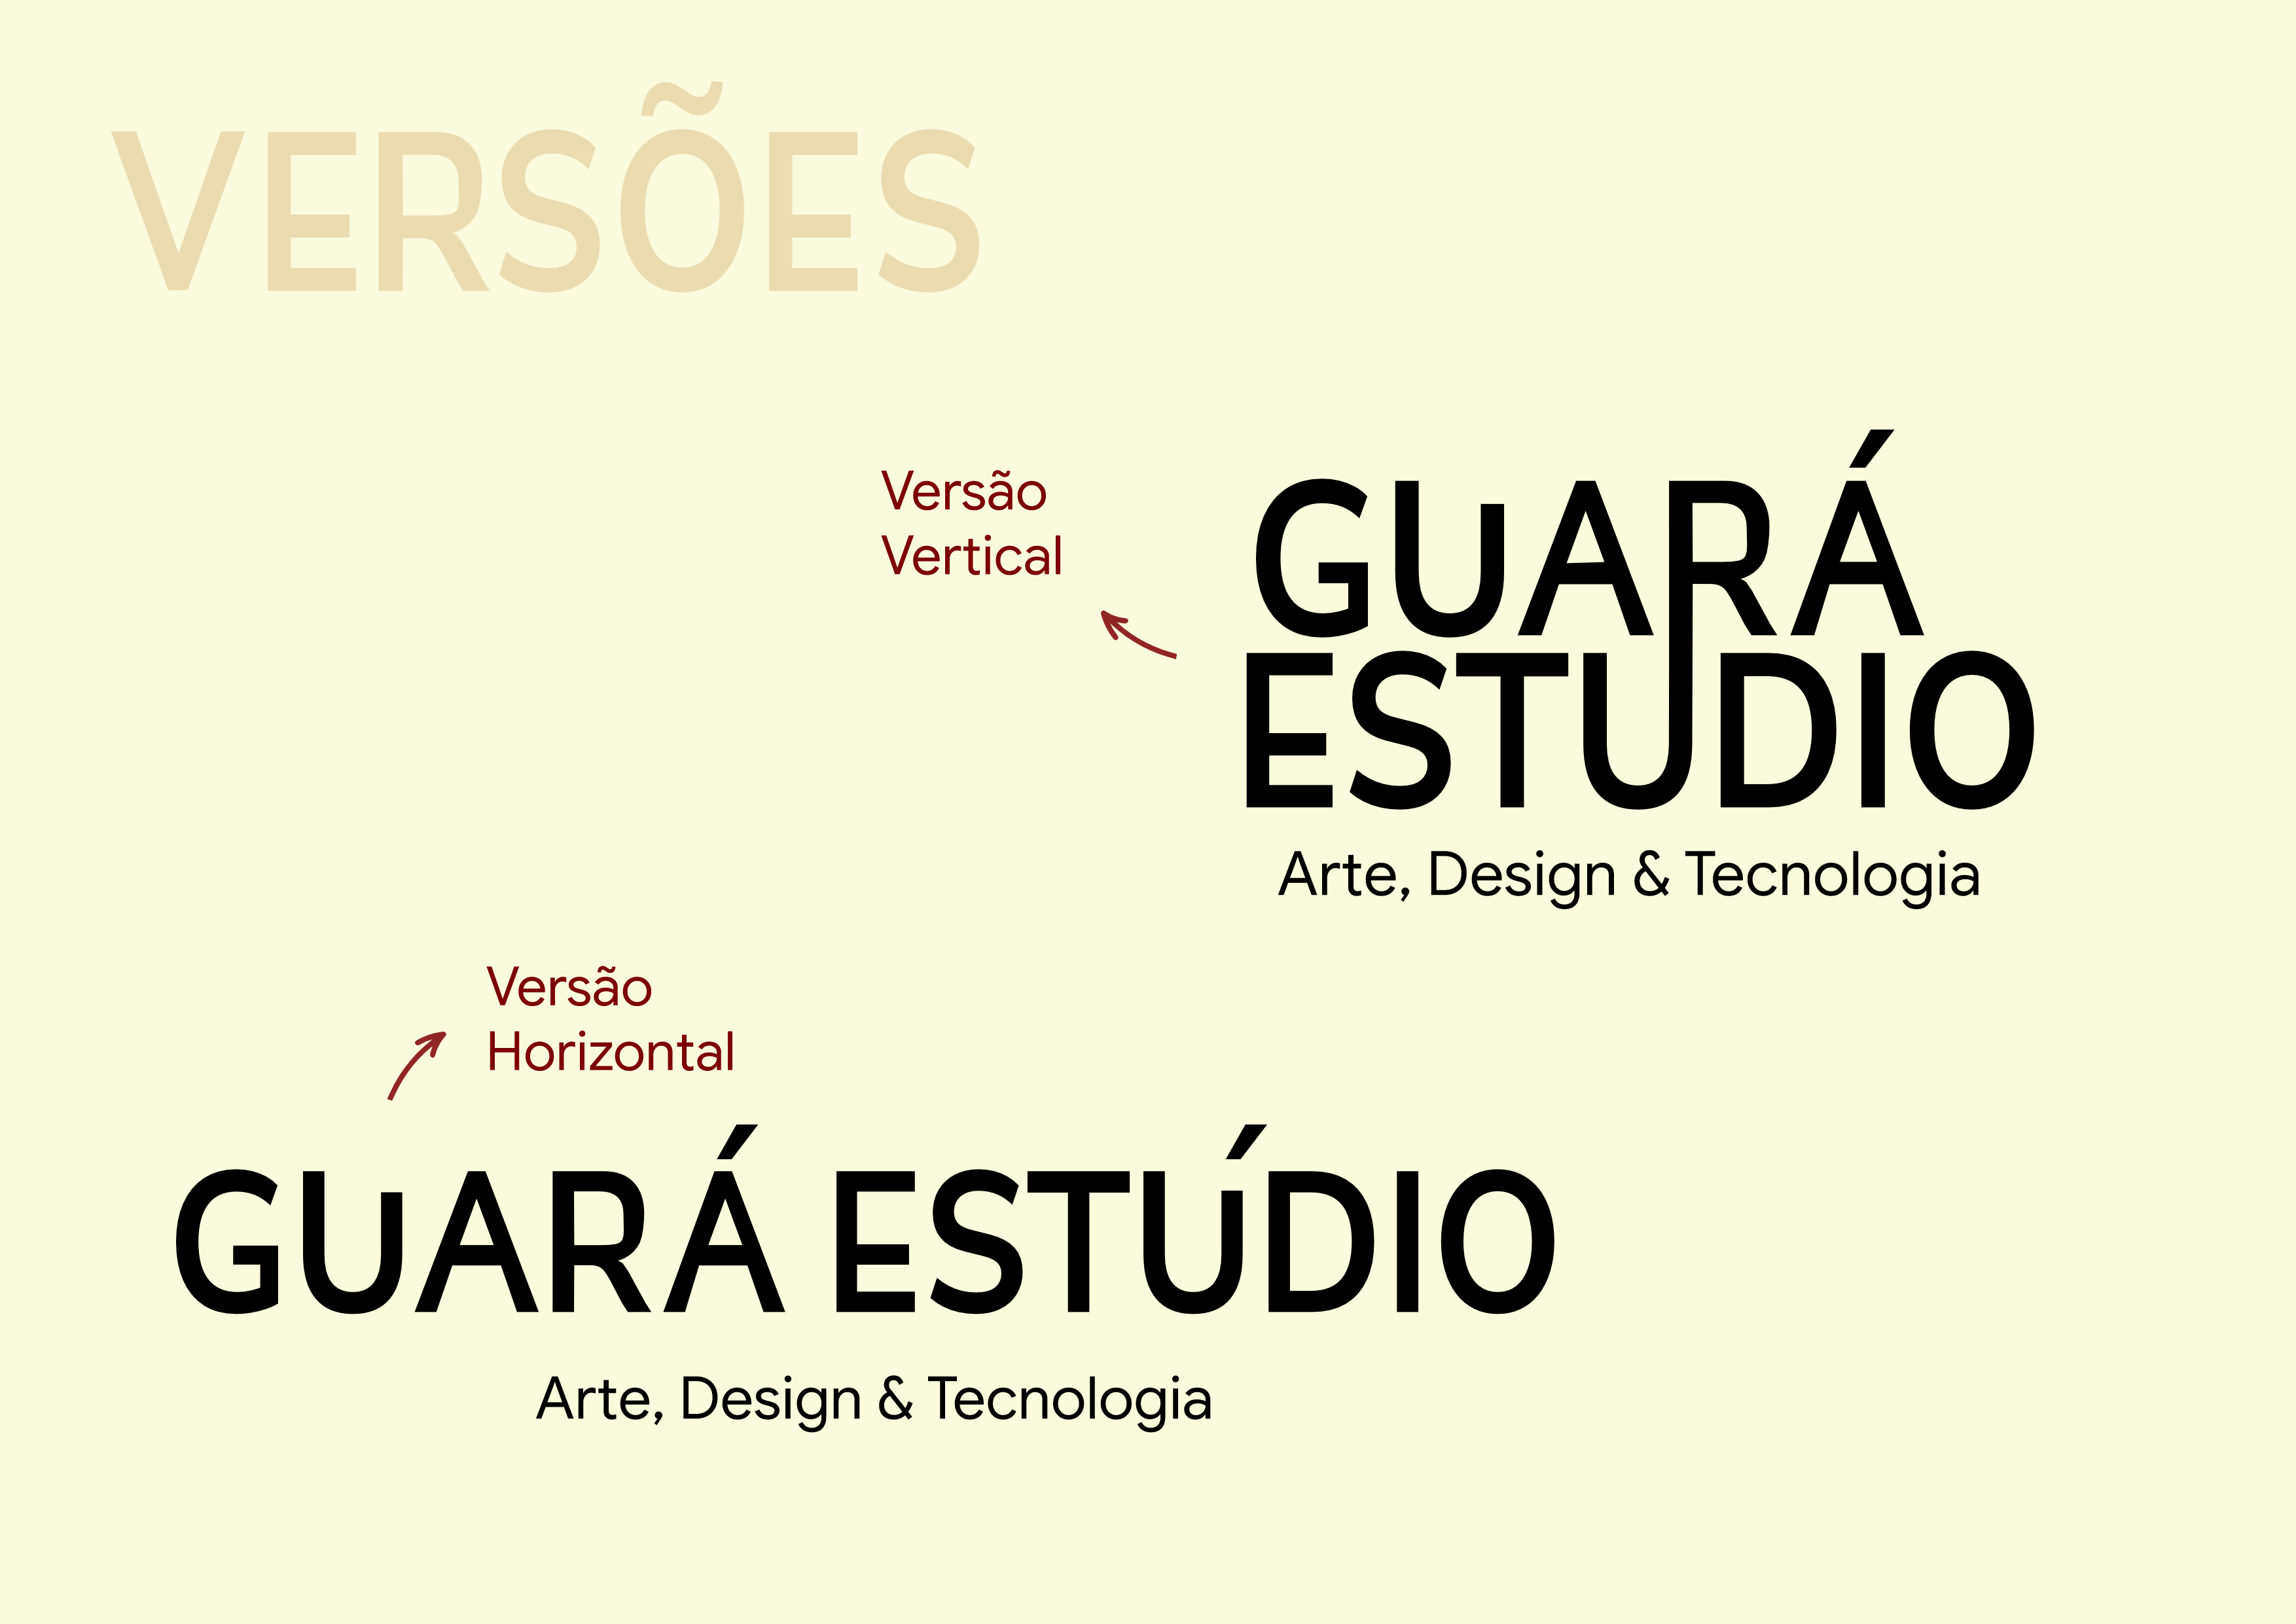 VERSÕES
Versão
Vertical
GUARÁ
ESTUDIO
Arte, Design & Tecnologia
Versão
Horizontal
GUARÁ ESTÚDIO
Arte, Design & Tecnologia